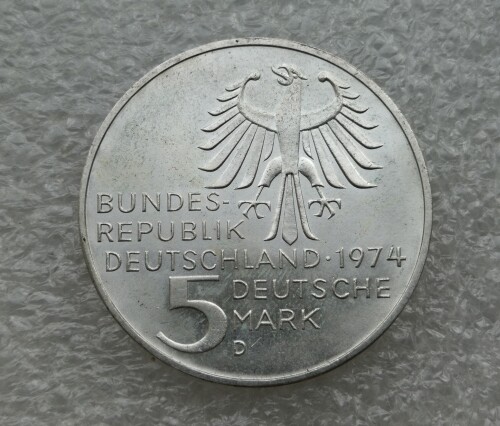 BUNDES-
REPUBLIK
DEUTSCHLAND · 1974
5 DEUTSCHE
MARK
D